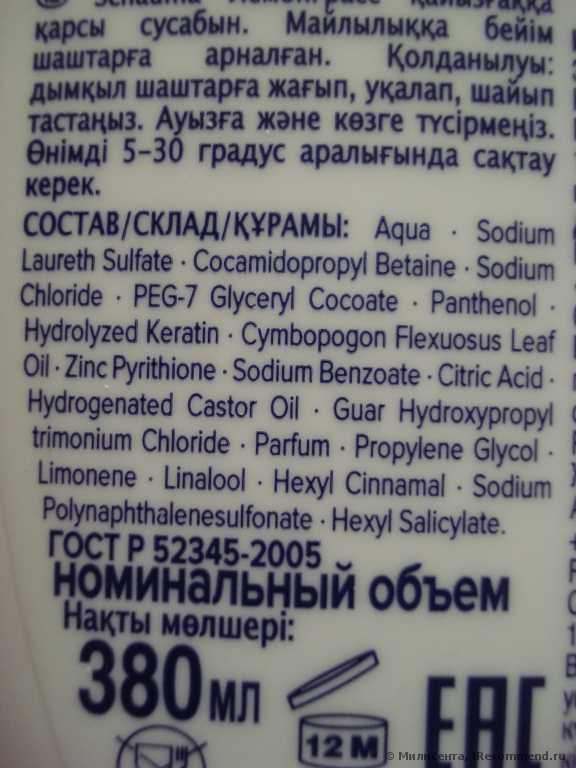 қарсы сусабын. Майлылыққа бейім
шаштарға арналған. Қолданылуы:
дымқыл шаштарға жағып, уқалап, шайып
тастаңыз. Ауызға және көзге түсірмеңіз.
Өнімді 5–30 градус аралығында сақтау
керек.
СОСТАВ/СКЛАД/ҚҰРАМЫ: Aqua · Sodium
Laureth Sulfate · Cocamidopropyl Betaine · Sodium
Chloride · PEG-7 Glyceryl Cocoate · Panthenol ·
Hydrolyzed Keratin · Cymbopogon Flexuosus Leaf
Oil · Zinc Pyrithione · Sodium Benzoate · Citric Acid ·
Hydrogenated Castor Oil · Guar Hydroxypropyl
trimonium Chloride · Parfum · Propylene Glycol ·
Limonene · Linalool · Hexyl Cinnamal · Sodium
Polynaphthalenesulfonate · Hexyl Salicylate.
ГОСТ Р 52345-2005
номинальный объем
Нақты мөлшері:
380 МЛ
12 M
EAC
© Милисента, iRecommend.ru